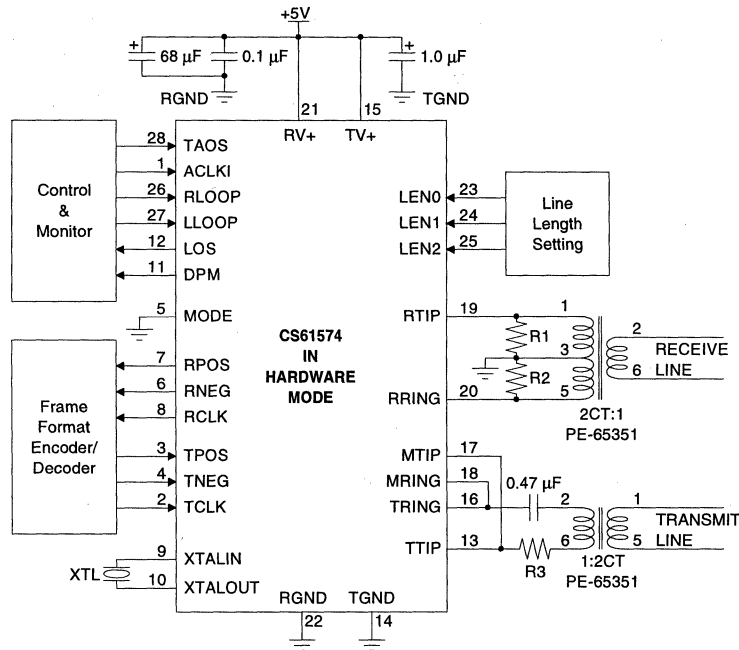 +5V
+
68 µF
0.1 µF
+
1.0 µF
RGND
TGND
21
15
RV+
TV+
Control
&
Monitor
28
TAOS
1
ACLKI
26
RLOOP
27
LLOOP
12
LOS
11
DPM
5
MODE
Frame
Format
Encoder/
Decoder
7
RPOS
6
RNEG
8
RCLK
3
TPOS
4
TNEG
2
TCLK
XTL
9
XTALIN
10
XTALOUT
CS61574
IN
HARDWARE
MODE
RGND
TGND
22
14
LEN0
23
LEN1
24
LEN2
25
Line
Length
Setting
RTIP
19
R1
R2
RRING
20
1
3
5
2
6
RECEIVE
LINE
2CT:1
PE-65351
MTIP
17
MRING
18
TRING
16
TTIP
13
0.47 µF
R3
2
6
1
5
TRANSMIT
LINE
1:2CT
PE-65351